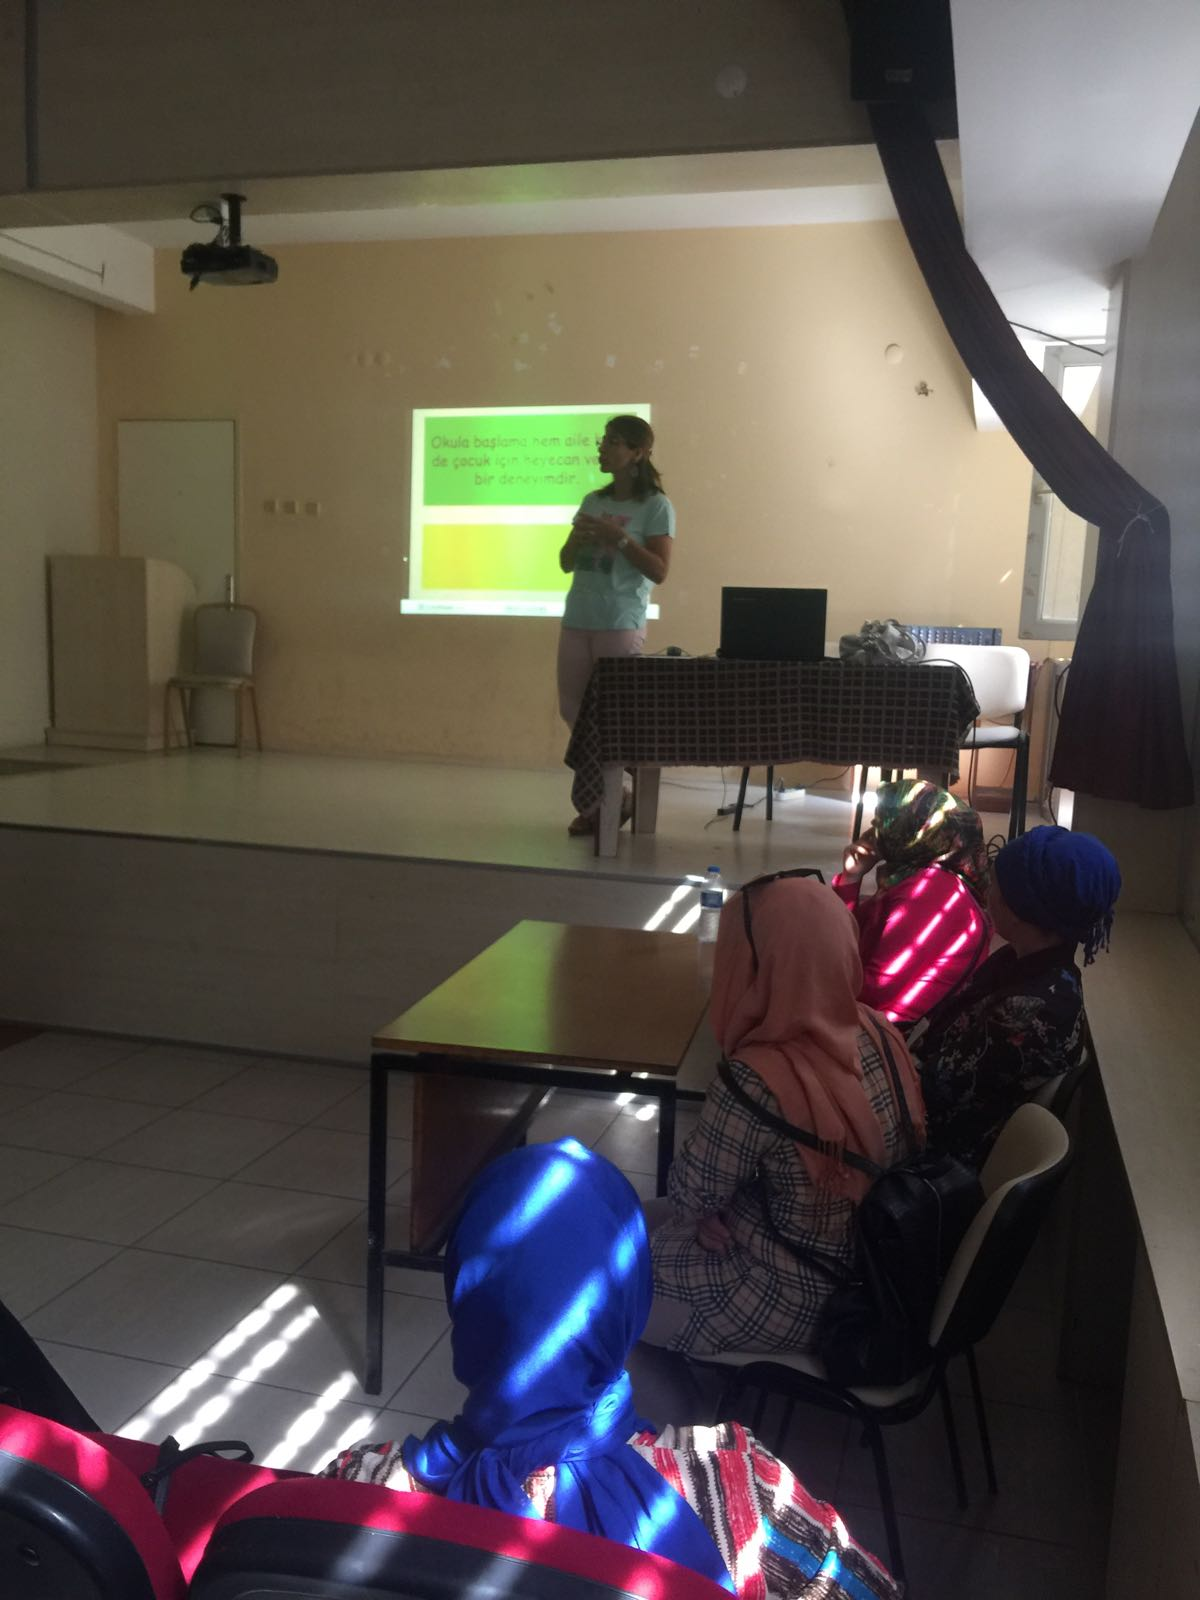 Okula başlama hem aile
de çocuk için heyecan
bir deneyimdir.